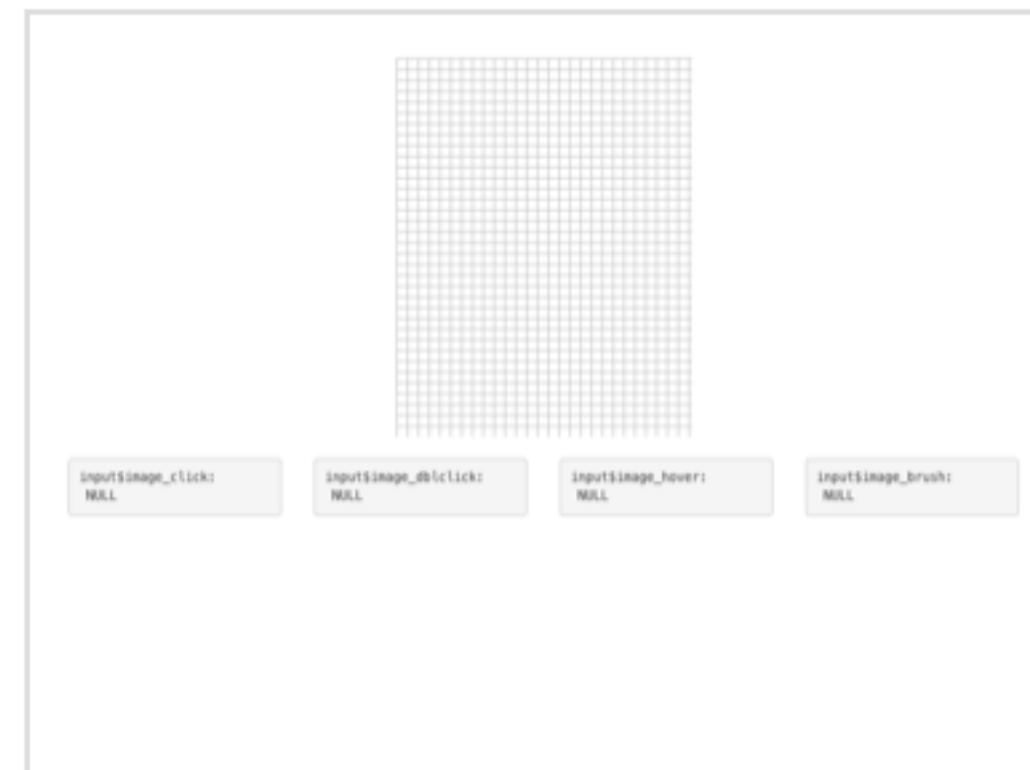 input$image_click:
NULL
input$image_dblclick:
NULL
input$image_hover:
NULL
input$image_brush:
NULL